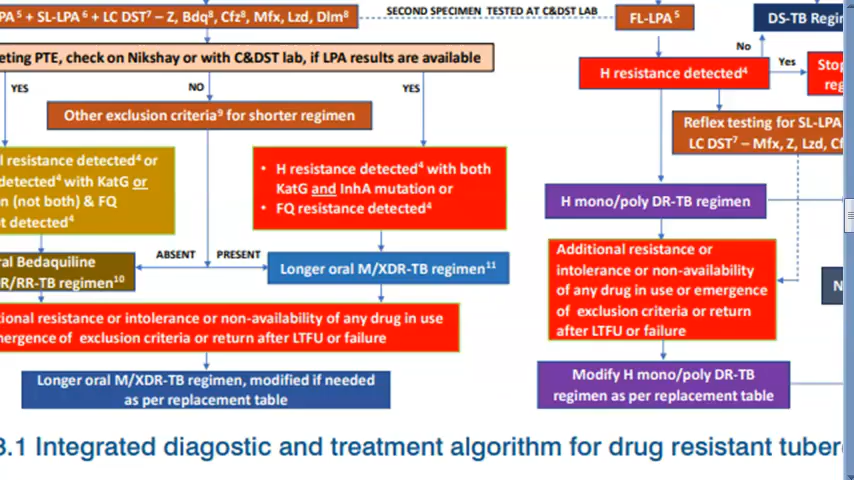 PA⁵ + SL-LPA⁶ + LC DST⁷ – Z, Bdq⁸, Cfz⁸, Mfx, Lzd, Dlm⁸
SECOND SPECIMEN TESTED AT C&DST LAB
FL-LPA⁵
DS-TB Regim
eting PTE, check on Nikshay or with C&DST lab, if LPA results are available
No
H resistance detected⁴
Yes
Stop
reg
YES
NO
YES
Other exclusion criteria⁹ for shorter regimen
Reflex testing for SL-LPA
LC DST⁷ – Mfx, Z, Lzd, Cf
l resistance detected⁴ or
detected⁴ with KatG or
n (not both) & FQ
t detected⁴
• H resistance detected⁴ with both
KatG and InhA mutation or
• FQ resistance detected⁴
H mono/poly DR-TB regimen
ral Bedaquiline
DR/RR-TB regimen¹⁰
ABSENT
PRESENT
Longer oral M/XDR-TB regimen¹¹
Additional resistance or
intolerance or non-availability
of any drug in use or emergence
of exclusion criteria or return
after LTFU or failure
N
ional resistance or intolerance or non-availability of any drug in use
mergence of exclusion criteria or return after LTFU or failure
Longer oral M/XDR-TB regimen, modified if needed
as per replacement table
Modify H mono/poly DR-TB
regimen as per replacement table
3.1 Integrated diagnostic and treatment algorithm for drug resistant tuber